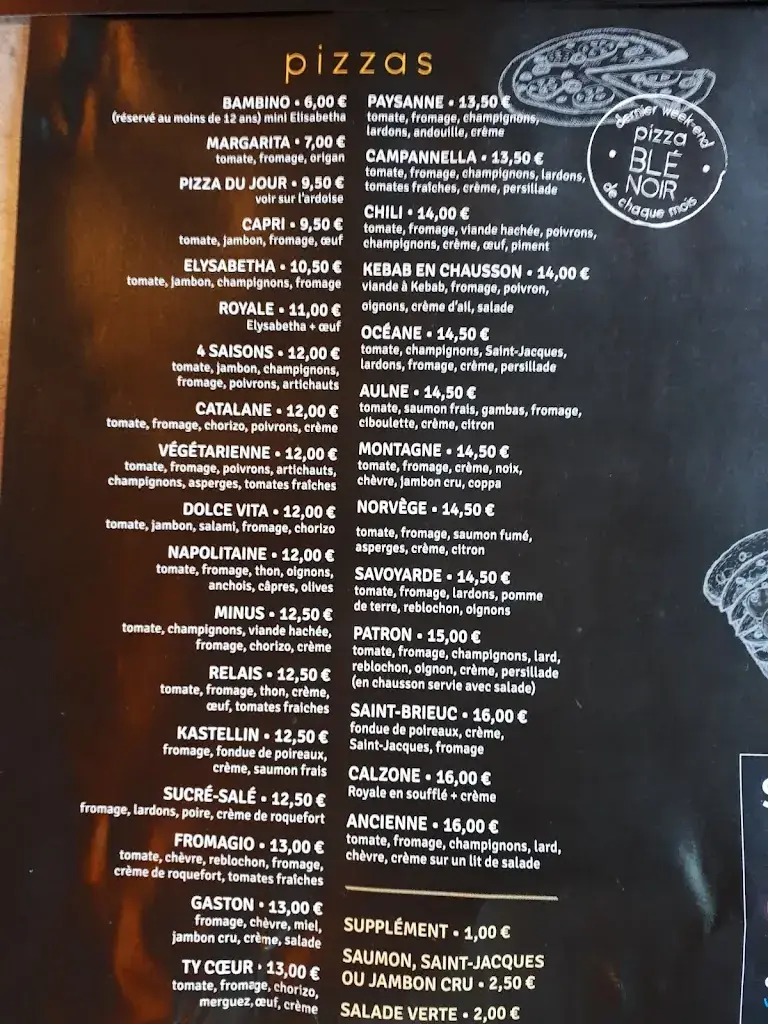 pizzas
BAMBINO • 6,00 €
(réservé au moins de 12 ans) mini Elisabetha
MARGARITA • 7,00 €
tomate, fromage, origan
PIZZA DU JOUR • 9,50 €
voir sur l'ardoise
CAPRI • 9,50 €
tomate, jambon, fromage, œuf
ELYSABETHA • 10,50 €
tomate, jambon, champignons, fromage
ROYALE • 11,00 €
Elysabetha + œuf
4 SAISONS • 12,00 €
tomate, jambon, champignons,
fromage, poivrons, artichauts
CATALANE • 12,00 €
tomate, fromage, chorizo, poivrons, crème
VÉGÉTARIENNE • 12,00 €
tomate, fromage, poivrons, artichauts,
champignons, asperges, tomates fraîches
DOLCE VITA • 12,00 €
tomate, jambon, salami, fromage, chorizo
NAPOLITAINE • 12,00 €
tomate, fromage, thon, oignons,
anchois, câpres, olives
MINUS • 12,50 €
tomate, champignons, viande hachée,
fromage, chorizo, crème
RELAIS • 12,50 €
tomate, fromage, thon, crème,
œuf, tomates fraiches
KASTELLIN • 12,50 €
fromage, fondue de poireaux,
crème, saumon frais
SUCRÉ-SALÉ • 12,50 €
fromage, lardons, poire, crème de roquefort
FROMAGIO • 13,00 €
tomate, chèvre, reblochon, fromage,
crème de roquefort, tomates fraîches
GASTON • 13,00 €
fromage, chèvre, miel,
jambon cru, crème, salade
TY CŒUR • 13,00 €
tomate, fromage, chorizo,
merguez, œuf, crème
PAYSANNE • 13,50 €
tomate, fromage, champignons,
lardons, andouille, crème
CAMPANNELLA • 13,50 €
tomate, fromage, champignons, lardons,
tomates fraîches, crème, persillade
CHILI • 14,00 €
tomate, fromage, viande hachée, poivrons,
champignons, crème, œuf, piment
KEBAB EN CHAUSSON • 14,00 €
viande à Kebab, fromage, poivron,
oignons, crème d'ail, salade
OCÉANE • 14,50 €
tomate, champignons, Saint-Jacques,
lardons, fromage, crème, persillade
AULNE • 14,50 €
tomate, saumon frais, gambas, fromage,
ciboulette, crème, citron
MONTAGNE • 14,50 €
tomate, fromage, crème, noix,
chèvre, jambon cru, coppa
NORVÈGE • 14,50 €
tomate, fromage, saumon fumé,
asperges, crème, citron
SAVOYARDE • 14,50 €
tomate, fromage, lardons, pomme
de terre, reblochon, oignons
PATRON • 15,00 €
tomate, fromage, champignons, lard,
reblochon, oignon, crème, persillade
(en chausson servie avec salade)
SAINT-BRIEUC • 16,00 €
fondue de poireaux, crème,
Saint-Jacques, fromage
CALZONE • 16,00 €
Royale en soufflé + crème
ANCIENNE • 16,00 €
tomate, fromage, champignons, lard,
chèvre, crème sur un lit de salade
SUPPLÉMENT • 1,00 €
SAUMON, SAINT-JACQUES
OU JAMBON CRU • 2,50 €
SALADE VERTE • 2,00 €
dernier week-end
pizza
BLÉ
NOIR
de chaque mois